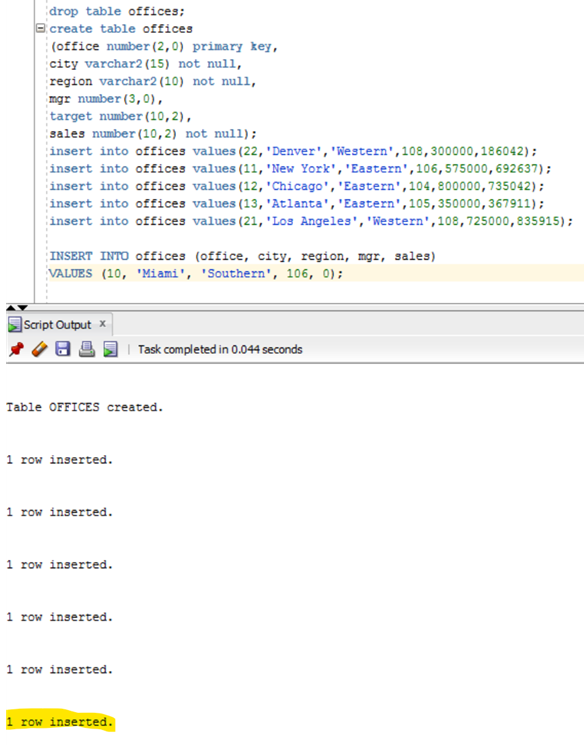 drop table offices;
create table offices
(office number(2,0) primary key,
city varchar2(15) not null,
region varchar2(10) not null,
mgr number(3,0),
target number(10,2),
sales number(10,2) not null);
insert into offices values(22,'Denver','Western',108,300000,186042);
insert into offices values(11,'New York','Eastern',106,575000,692637);
insert into offices values(12,'Chicago','Eastern',104,800000,735042);
insert into offices values(13,'Atlanta','Eastern',105,350000,367911);
insert into offices values(21,'Los Angeles','Western',108,725000,835915);
INSERT INTO offices (office, city, region, mgr, sales)
VALUES (10, 'Miami', 'Southern', 106, 0);
Script Output x
Task completed in 0.044 seconds
Table OFFICES created.
1 row inserted.
1 row inserted.
1 row inserted.
1 row inserted.
1 row inserted.
1 row inserted.